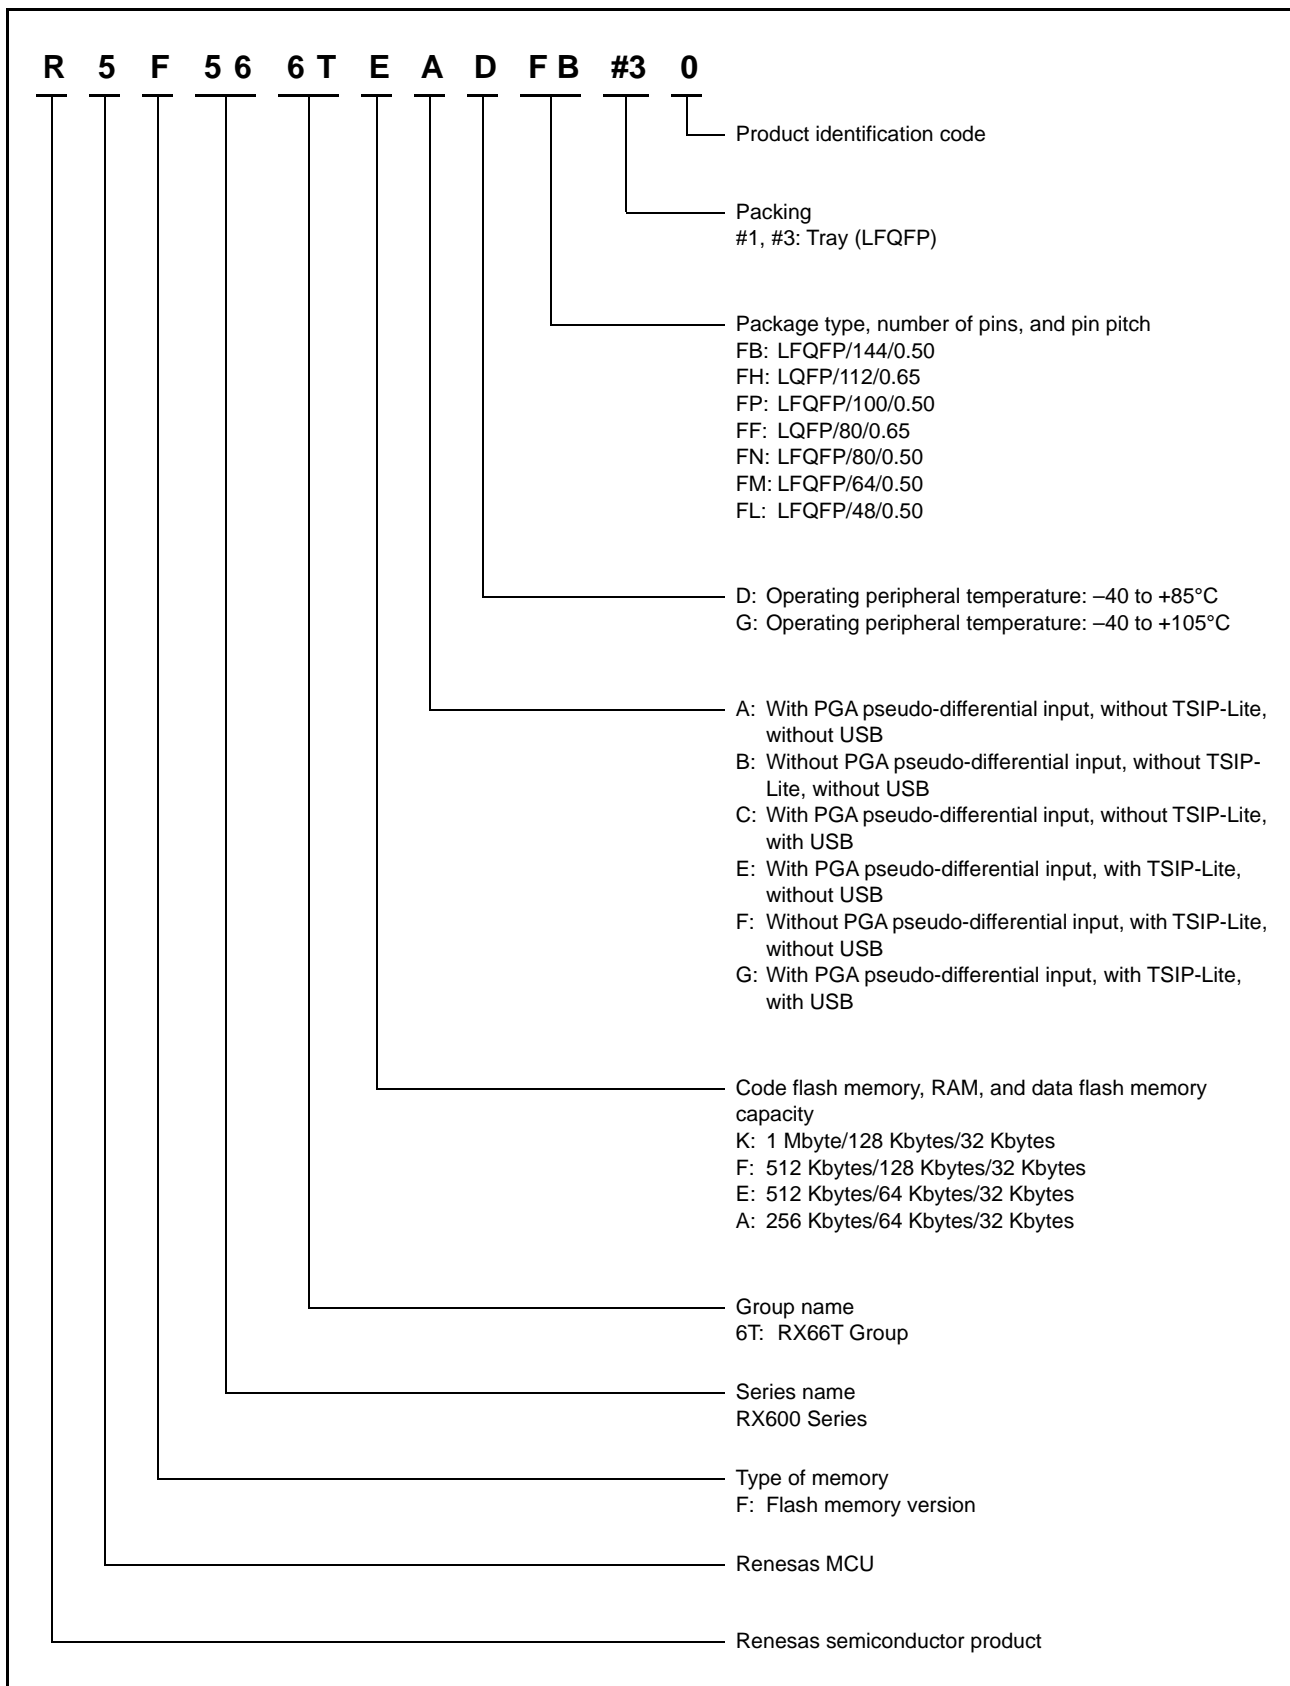 R 5 F 5 6 6 T E A D F B #3 0
Product identification code
Packing
#1, #3: Tray (LFQFP)
Package type, number of pins, and pin pitch
FB: LFQFP/144/0.50
FH: LQFP/112/0.65
FP: LFQFP/100/0.50
FF: LQFP/80/0.65
FN: LFQFP/80/0.50
FM: LFQFP/64/0.50
FL: LFQFP/48/0.50
D: Operating peripheral temperature: –40 to +85°C
G: Operating peripheral temperature: –40 to +105°C
A: With PGA pseudo-differential input, without TSIP-Lite,
without USB
B: Without PGA pseudo-differential input, without TSIP-
Lite, without USB
C: With PGA pseudo-differential input, without TSIP-Lite,
with USB
E: With PGA pseudo-differential input, with TSIP-Lite,
without USB
F: Without PGA pseudo-differential input, with TSIP-Lite,
without USB
G: With PGA pseudo-differential input, with TSIP-Lite,
with USB
Code flash memory, RAM, and data flash memory
capacity
K: 1 Mbyte/128 Kbytes/32 Kbytes
F: 512 Kbytes/128 Kbytes/32 Kbytes
E: 512 Kbytes/64 Kbytes/32 Kbytes
A: 256 Kbytes/64 Kbytes/32 Kbytes
Group name
6T: RX66T Group
Series name
RX600 Series
Type of memory
F: Flash memory version
Renesas MCU
Renesas semiconductor product